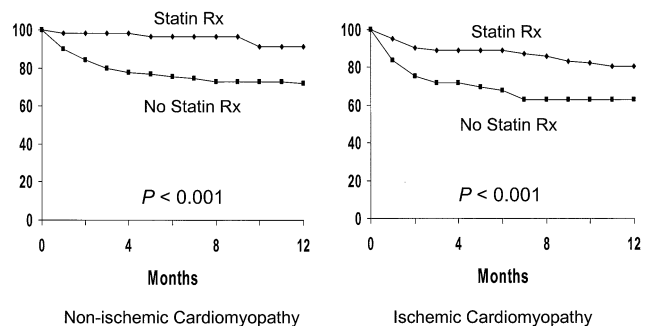 Statin Rx
100
80
60
40
20
0
No Statin Rx
P < 0.001
0 4 8 12
Months
Non-ischemic Cardiomyopathy
Statin Rx
100
80
60
40
20
0
No Statin Rx
P < 0.001
0 4 8 12
Months
Ischemic Cardiomyopathy